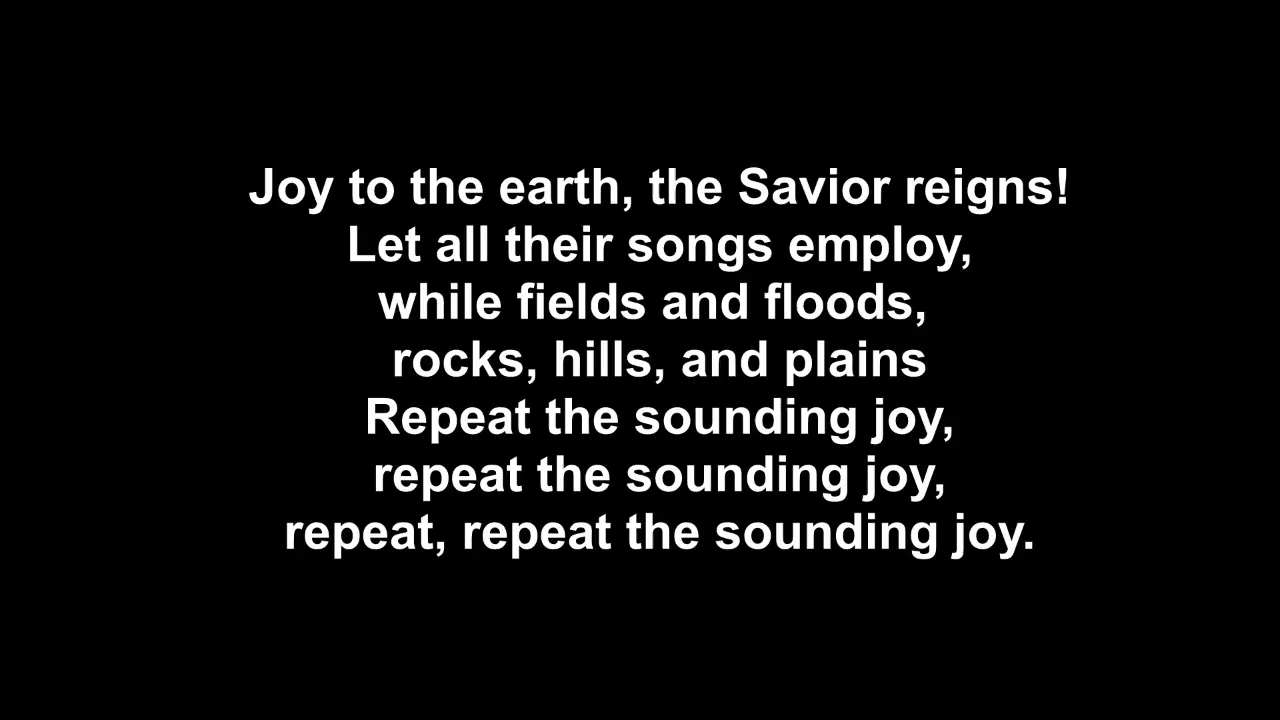 Joy to the earth, the Savior reigns!
Let all their songs employ,
while fields and floods,
rocks, hills, and plains
Repeat the sounding joy,
repeat the sounding joy,
repeat, repeat the sounding joy.